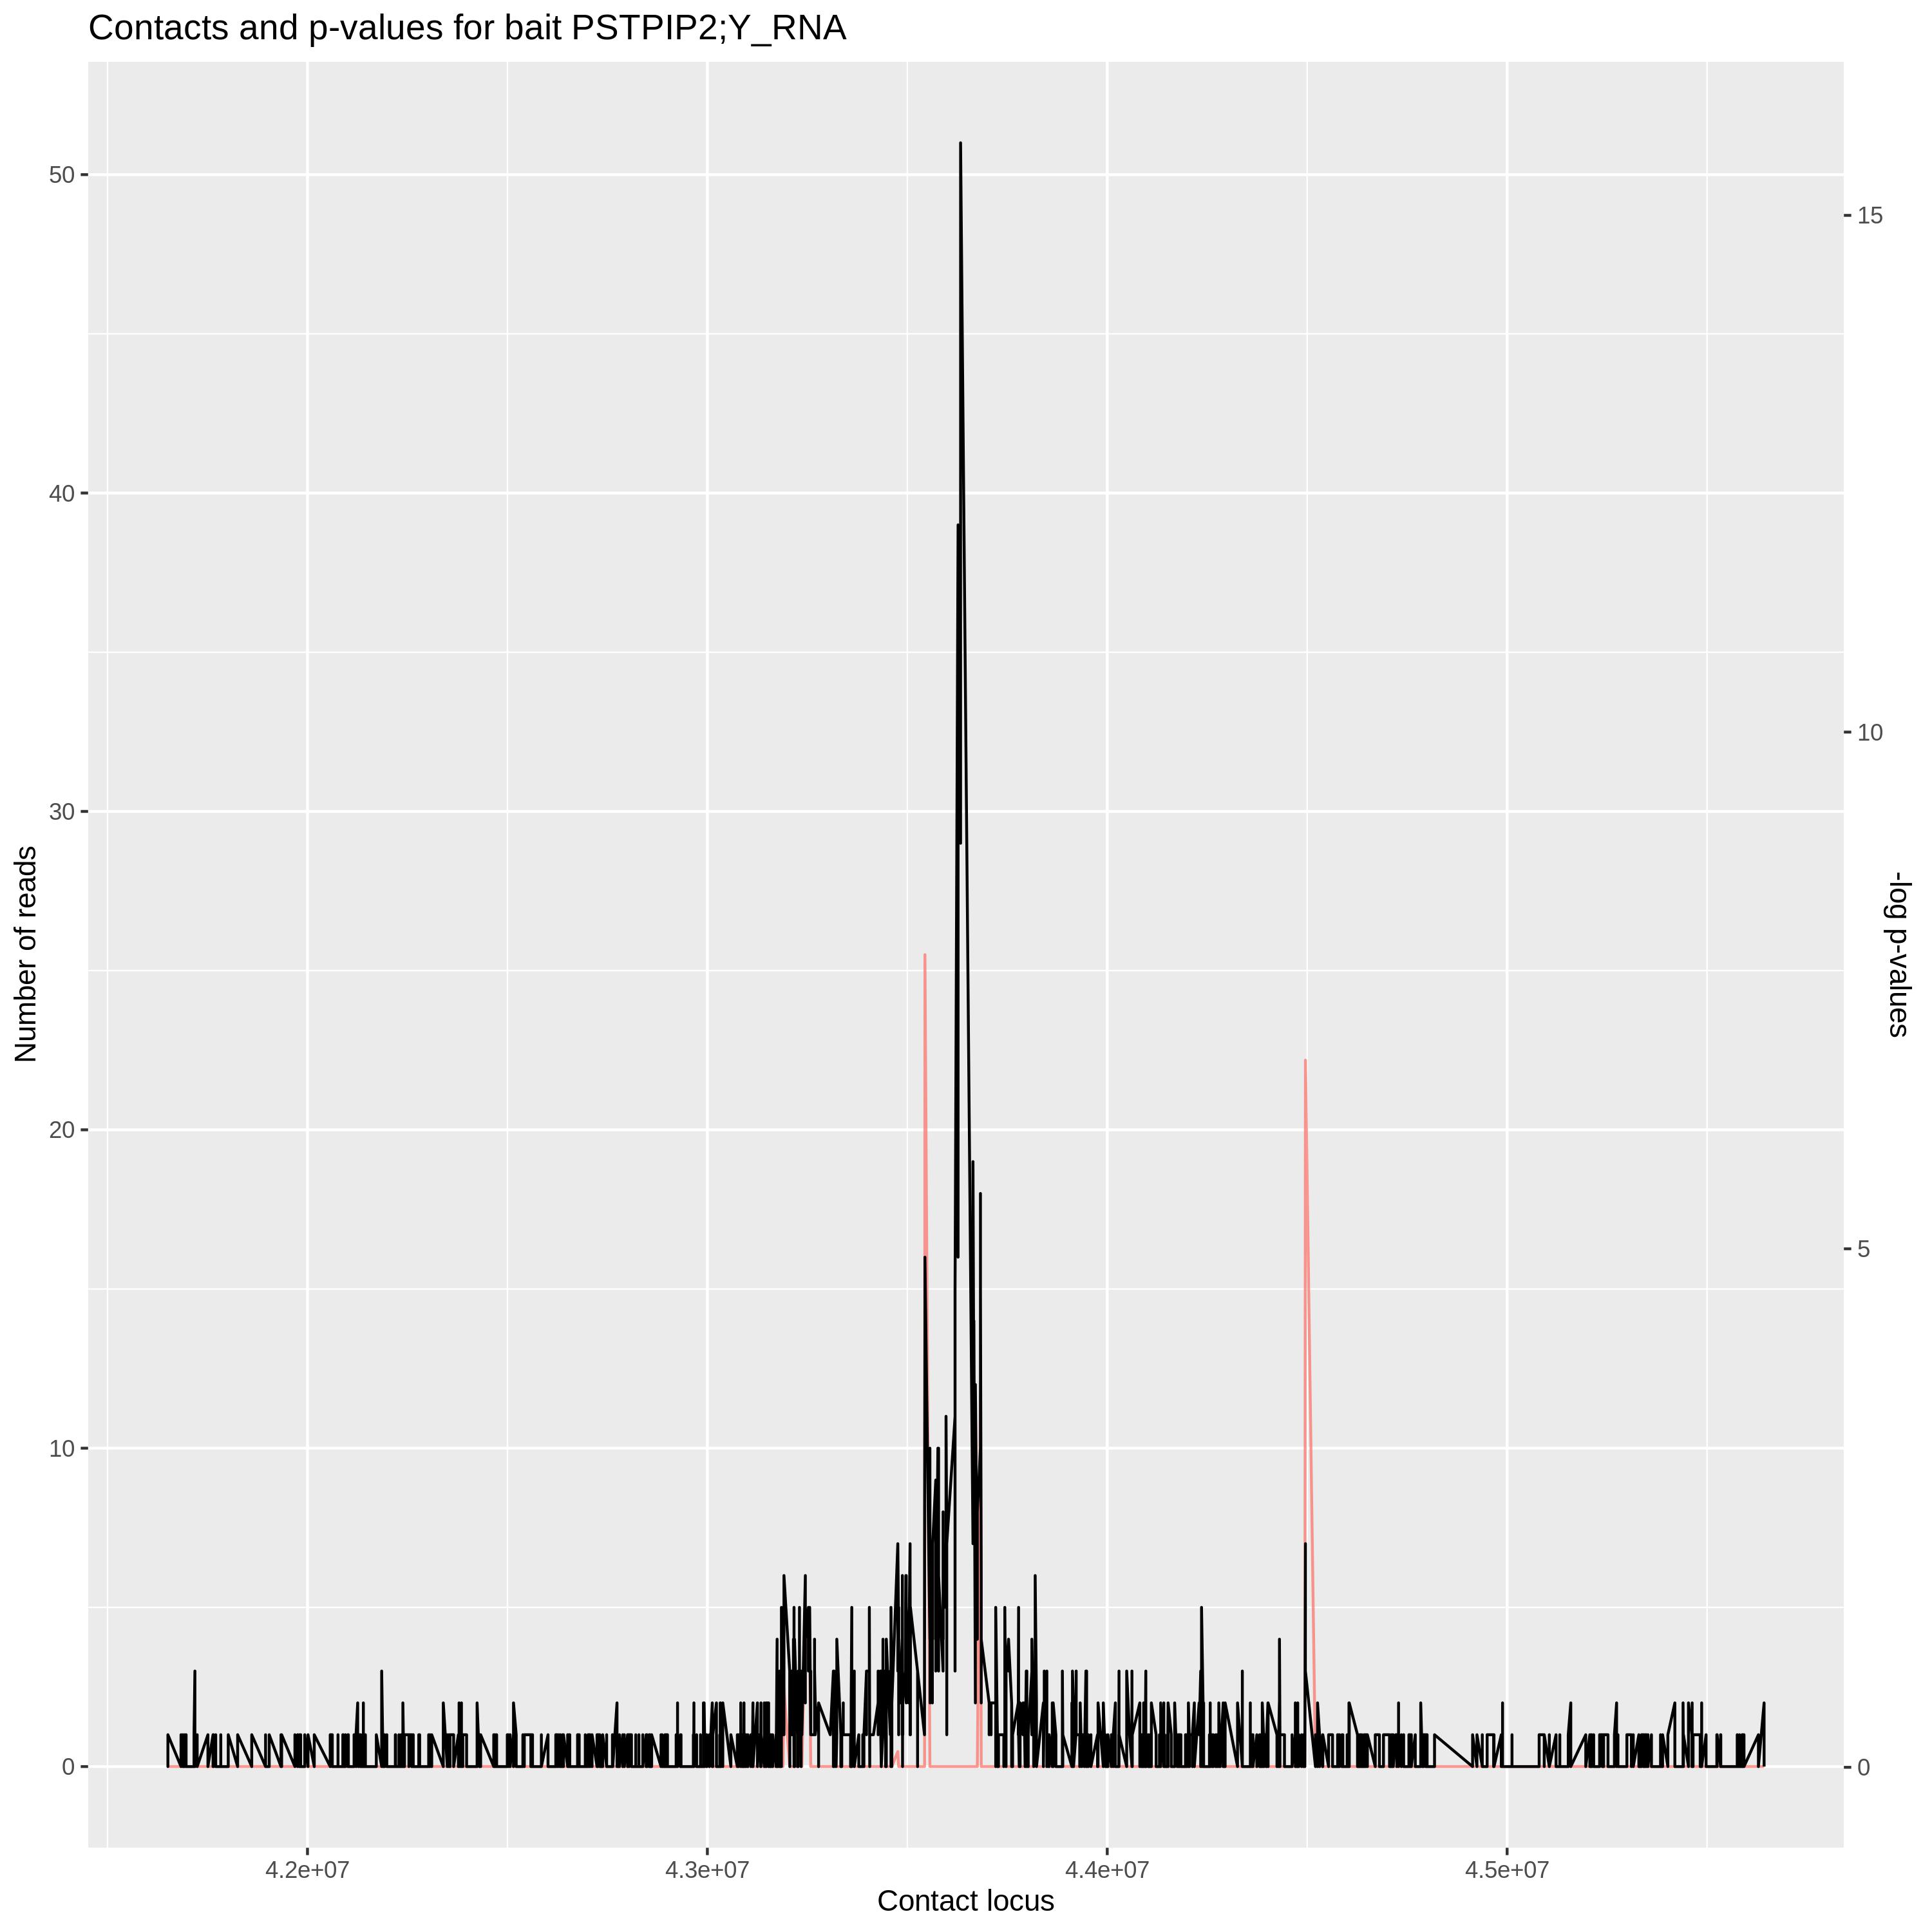 Contacts and p-values for bait PSTPIP2;Y_RNA
50
40
30
20
10
0
Number of reads
15
10
5
0
-log p-values
4.2e+07
4.3e+07
4.4e+07
4.5e+07
Contact locus